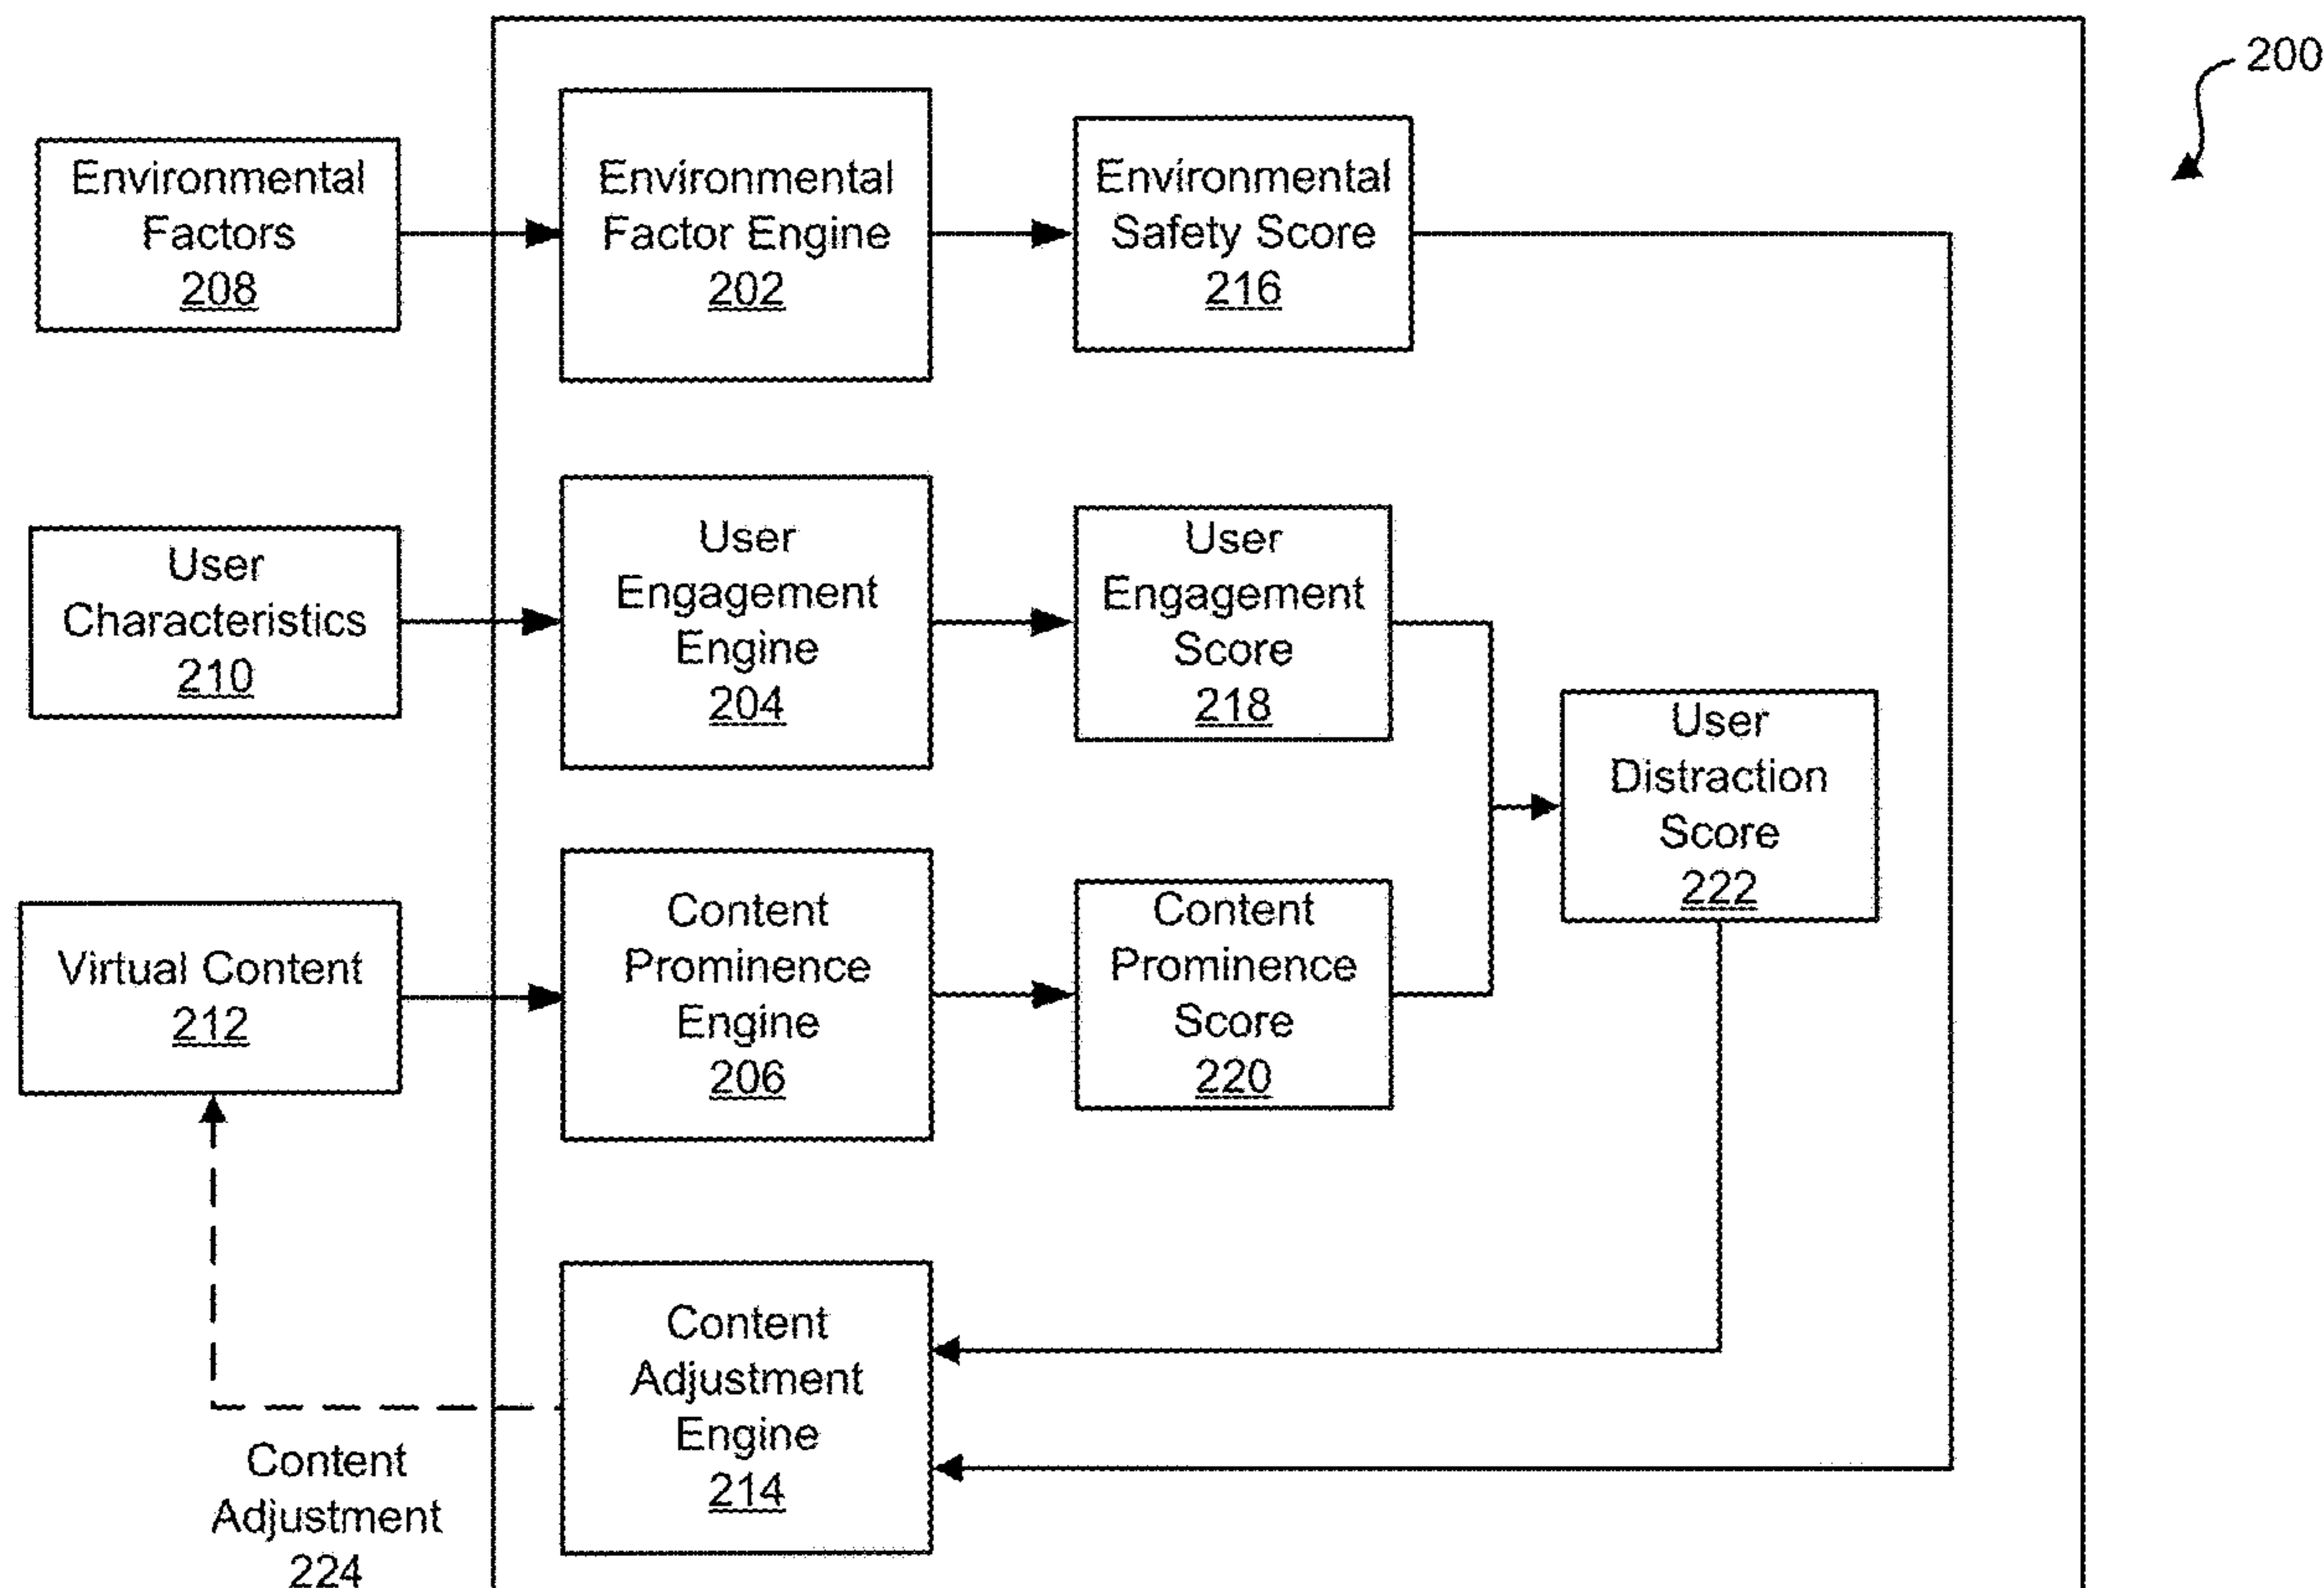 200
Environmental
Factors
208
Environmental
Factor Engine
202
Environmental
Safety Score
216
User
Characteristics
210
User
Engagement
Engine
204
User
Engagement
Score
218
User
Distraction
Score
222
Virtual Content
212
Content
Prominence
Engine
206
Content
Prominence
Score
220
Content
Adjustment
Engine
214
Content
Adjustment
224